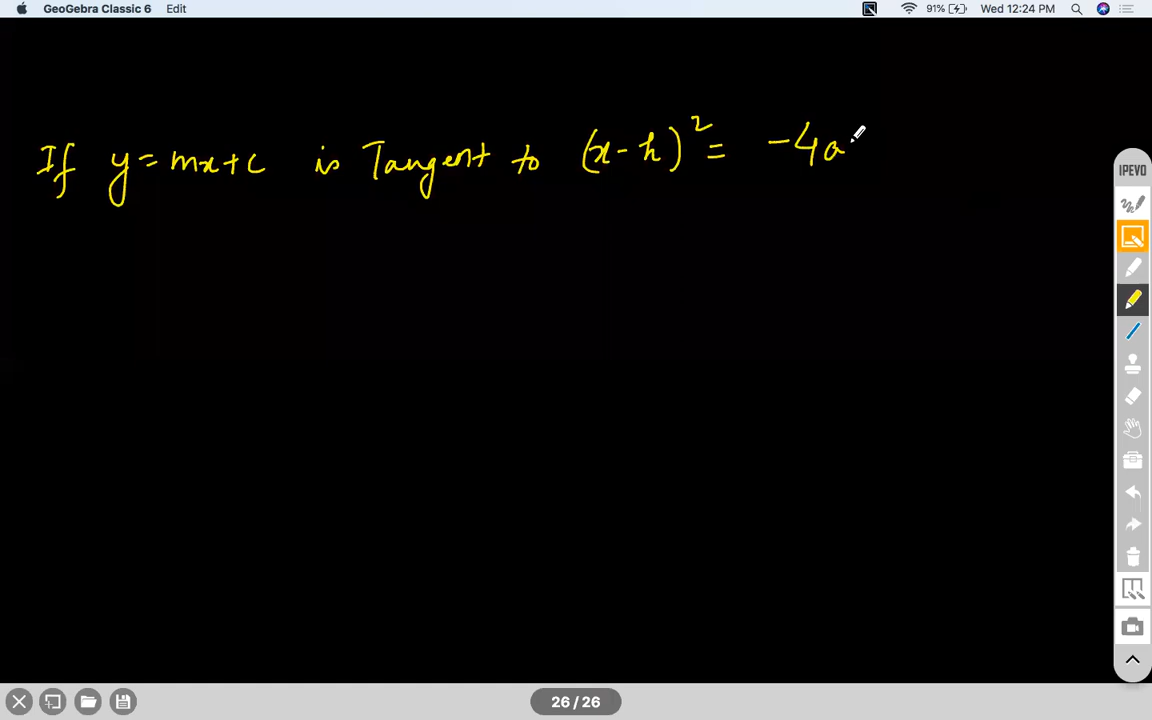 GeoGebra Classic 6 Edit 91% Wed 12:24 PM
If y = mx + c is Tangent to (x - h)² = -4a
IPEVO
26 / 26